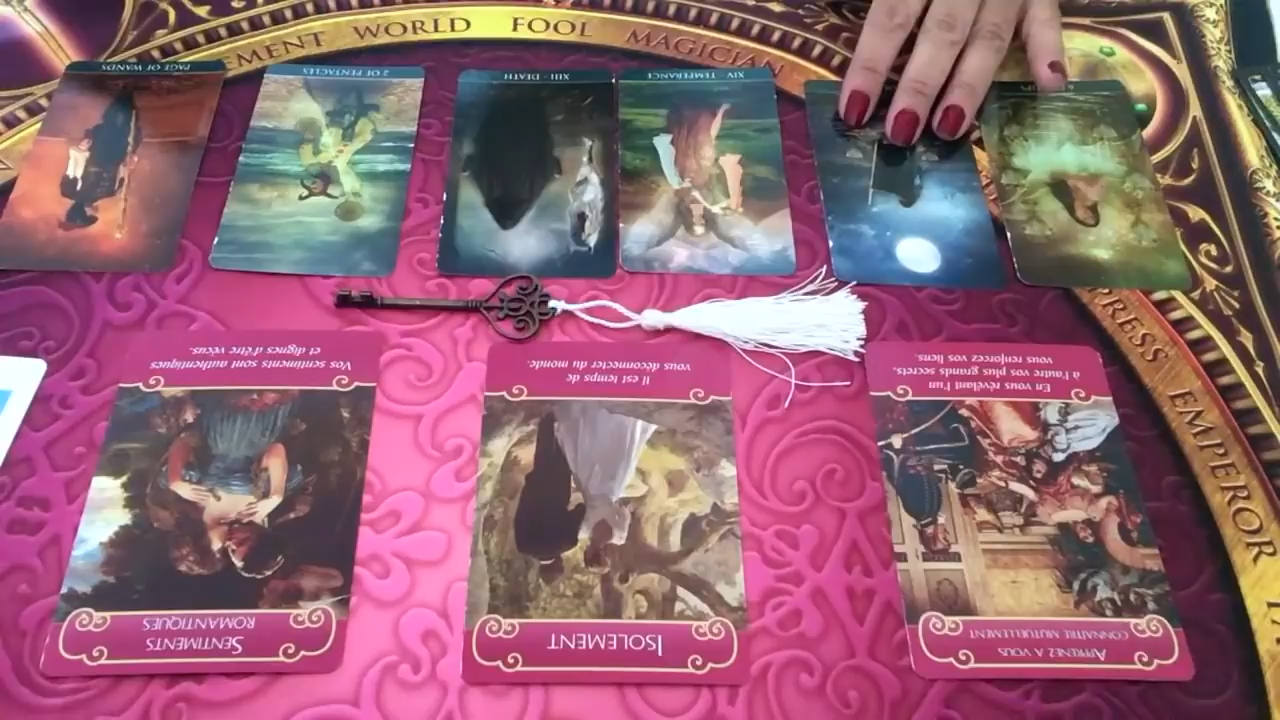 EMENT WORLD FOOL MAGICIAN
PAGE OF WANDS
2 OF PENTACLES
XIII - DEATH
XIV - TEMPERANCE
RESS EMPEROR
Vos sentiments sont authentiques
et dignes d'être vécus.
SENTIMENTS
ROMANTIQUES
Il est temps de
vous déconnecter du monde.
ISOLEMENT
En vous révélant l'un
à l'autre vos plus grands secrets,
vous renforcez vos liens.
APPRENEZ A VOUS
CONNAÎTRE MUTUELLEMENT